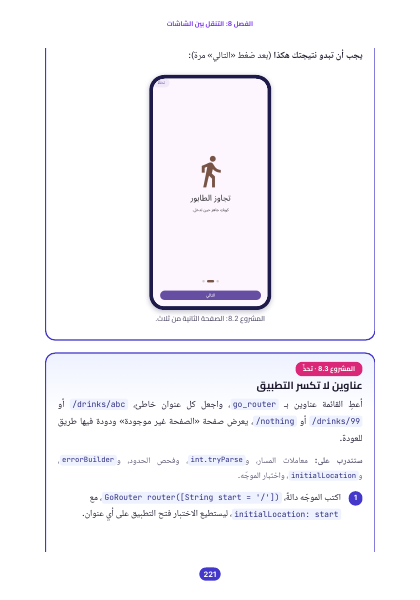 الفصل 8: التنقل بين الشاشات
يجب أن تبدو نتيجتك هكذا (بعد ضغط «التالي» مرة):
تجاوز الطابور
التالي
المشروع 8.2: الصفحة الثانية من ثلاث.
المشروع 8.3 · تحدٍّ
عناوين لا تكسر التطبيق
أعطِ القائمة عناوين بـ go_router، واجعل كل عنوان خاطئ، /drinks/abc أو
/drinks/99 أو /nothing، يعرض صفحة «الصفحة غير موجودة» ودودة فيها طريق
للعودة.
ستتدرب على: معاملات المسار، وint.tryParse، وفحص الحدود، وerrorBuilder،
وinitialLocation، واختبار الموجّه.
1 اكتب الموجّه دالةً، GoRouter router([String start = '/'])، مع
initialLocation: start، ليستطيع الاختبار فتح التطبيق على أي عنوان.
221